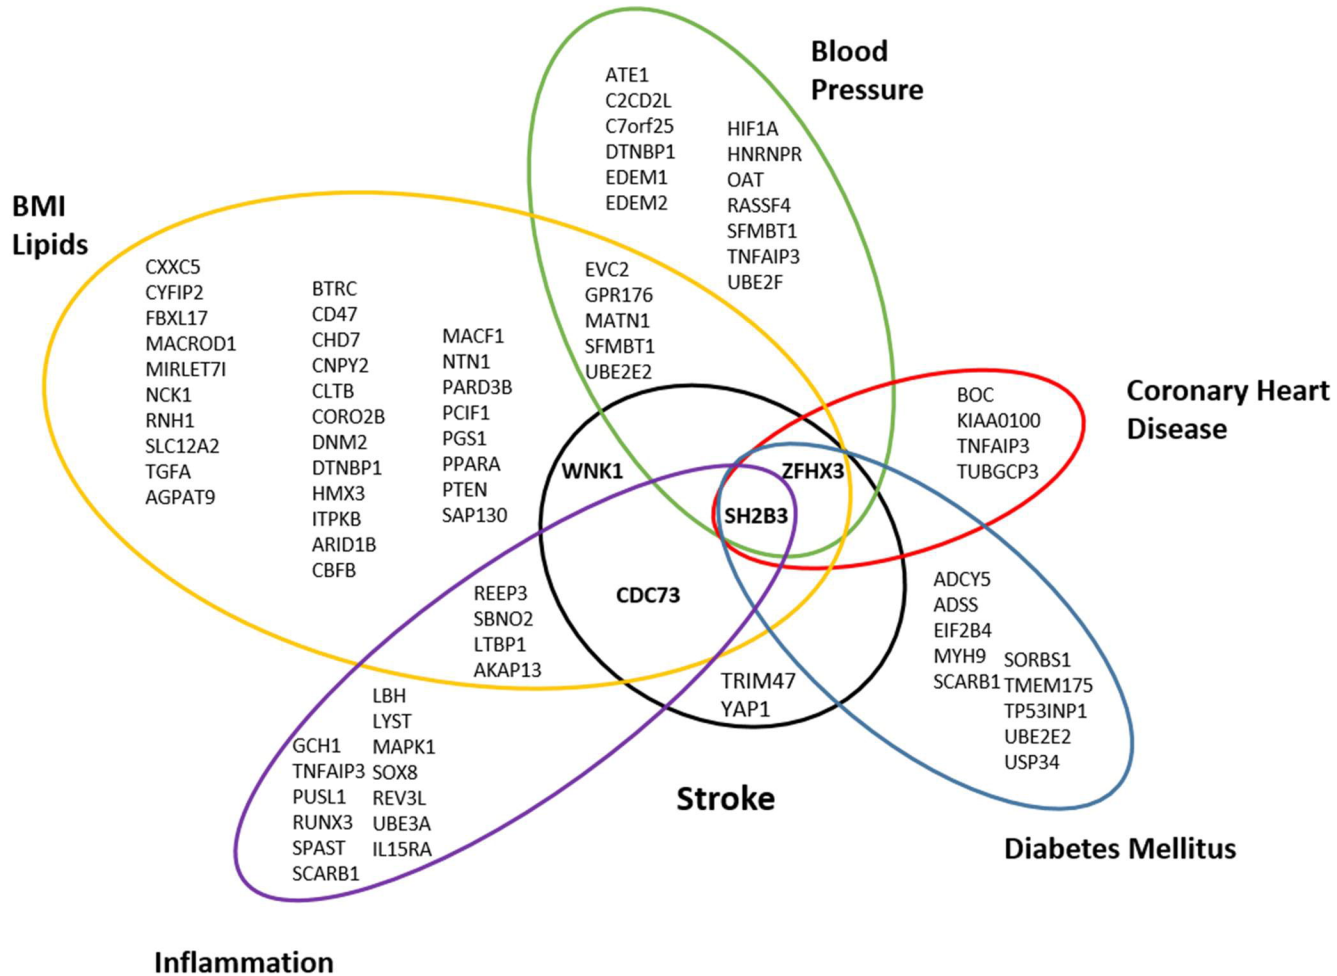 Blood
Pressure
ATE1
C2CD2L
C7orf25
DTNBP1
EDEM1
EDEM2
HIF1A
HNRNPR
OAT
RASSF4
SFMBT1
TNFAIP3
UBE2F
BMI
Lipids
CXXC5
CYFIP2
FBXL17
MACROD1
MIRLET7I
NCK1
RNH1
SLC12A2
TGFA
AGPAT9
BTRC
CD47
CHD7
CNPY2
CLTB
CORO2B
DNM2
DTNBP1
HMX3
ITPKB
ARID1B
CBFB
MACF1
NTN1
PARD3B
PCIF1
PGS1
PPARA
PTEN
SAP130
EVC2
GPR176
MATN1
SFMBT1
UBE2E2
Coronary Heart
Disease
BOC
KIAA0100
TNFAIP3
TUBGCP3
WNK1
ZFHX3
SH2B3
CDC73
REEP3
SBNO2
LTBP1
AKAP13
TRIM47
YAP1
ADCY5
ADSS
EIF2B4
MYH9
SCARB1
SORBS1
TMEM175
TP53INP1
UBE2E2
USP34
LBH
LYST
MAPK1
SOX8
REV3L
UBE3A
IL15RA
GCH1
TNFAIP3
PUSL1
RUNX3
SPAST
SCARB1
Stroke
Diabetes Mellitus
Inflammation